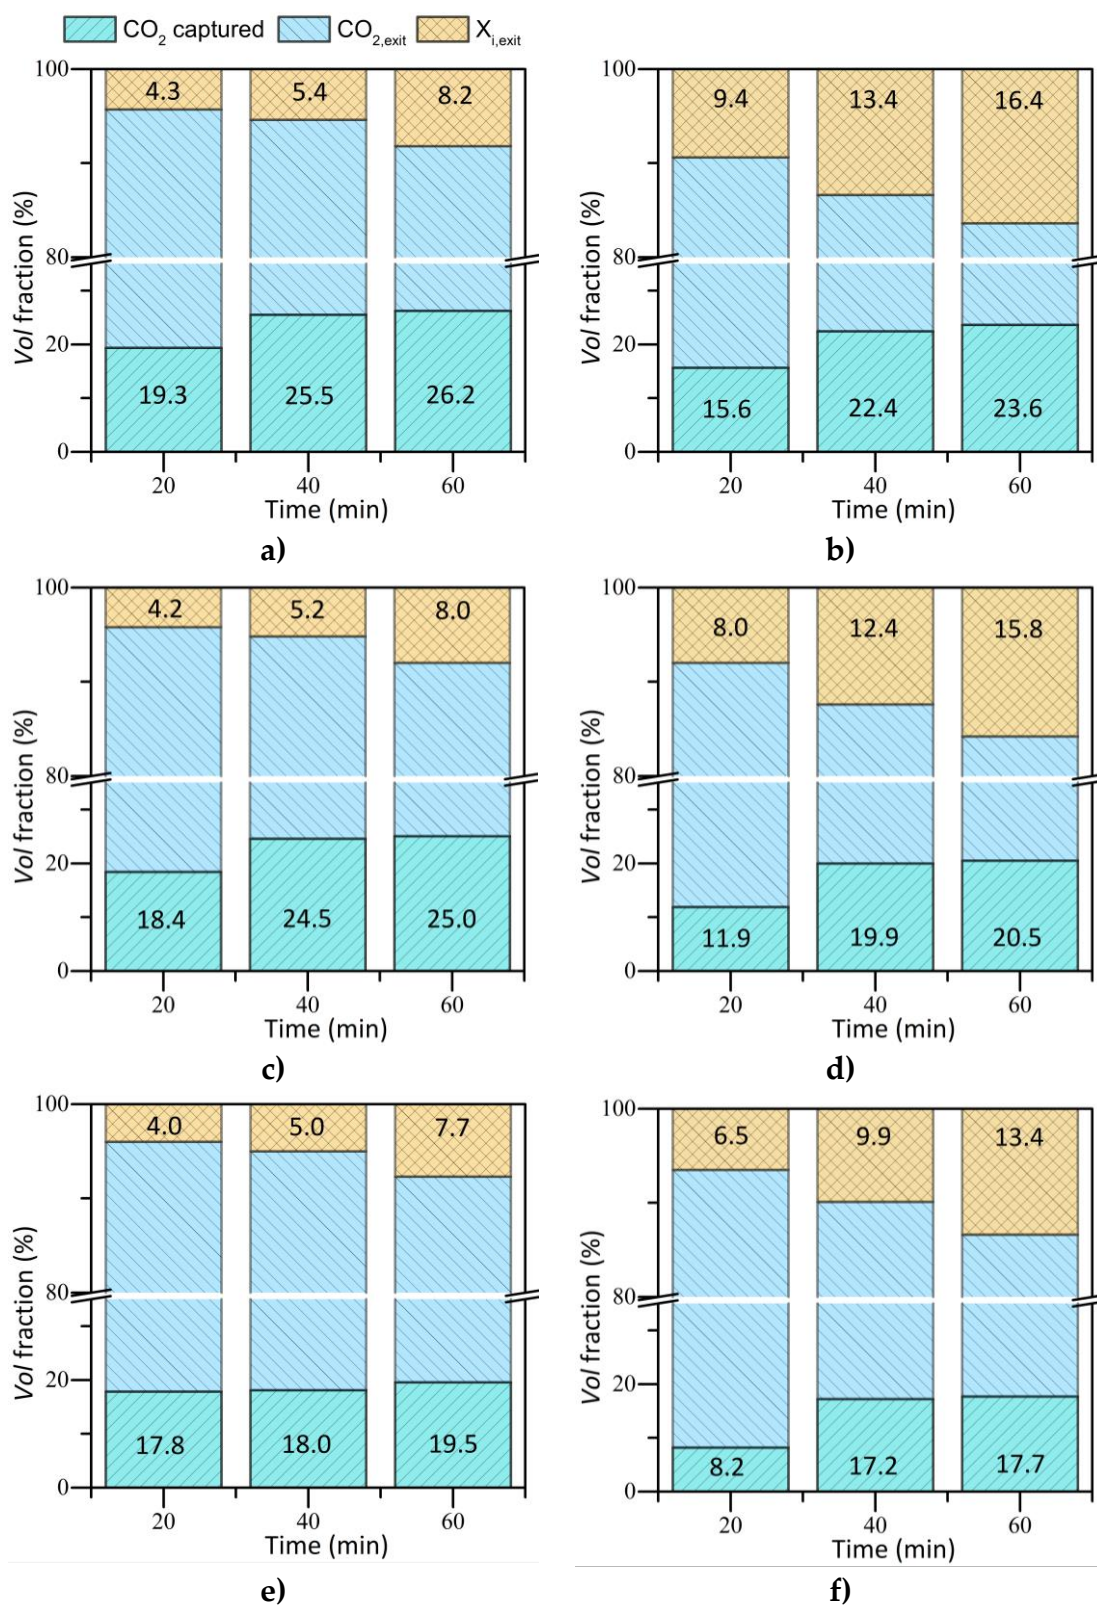 CO₂ captured CO₂,exit Xi,exit
100 4.3 5.4 8.2
80
Vol fraction (%)
20
19.3 25.5 26.2
0
20 40 60
Time (min)
a)
9.4 13.4 16.4
100
80
Vol fraction (%)
20
15.6 22.4 23.6
0
20 40 60
Time (min)
b)
100
4.2 5.2 8.0
80
Vol fraction (%)
20
18.4 24.5 25.0
0
20 40 60
Time (min)
c)
100
8.0 12.4 15.8
80
Vol fraction (%)
20
11.9 19.9 20.5
0
20 40 60
Time (min)
d)
100
4.0 5.0 7.7
80
Vol fraction (%)
20
17.8 18.0 19.5
0
20 40 60
Time (min)
e)
100
6.5 9.9 13.4
80
Vol fraction (%)
20
8.2 17.2 17.7
0
20 40 60
Time (min)
f)